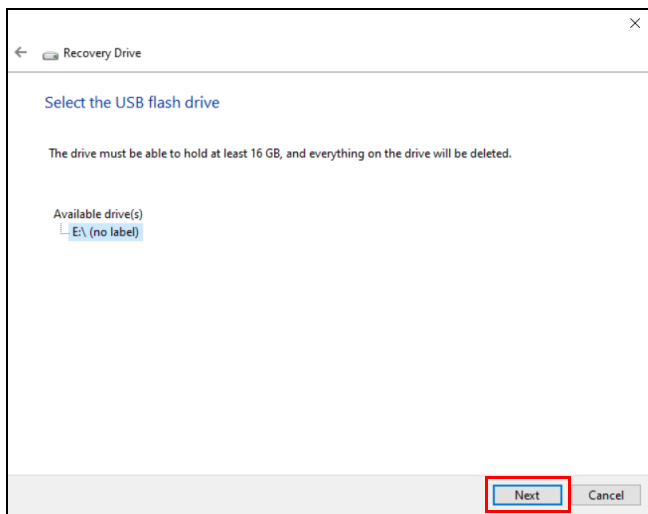 Recovery Drive
Select the USB flash drive
The drive must be able to hold at least 16 GB, and everything on the drive will be deleted.
Available drive(s)
E:\ (no label)
Next Cancel